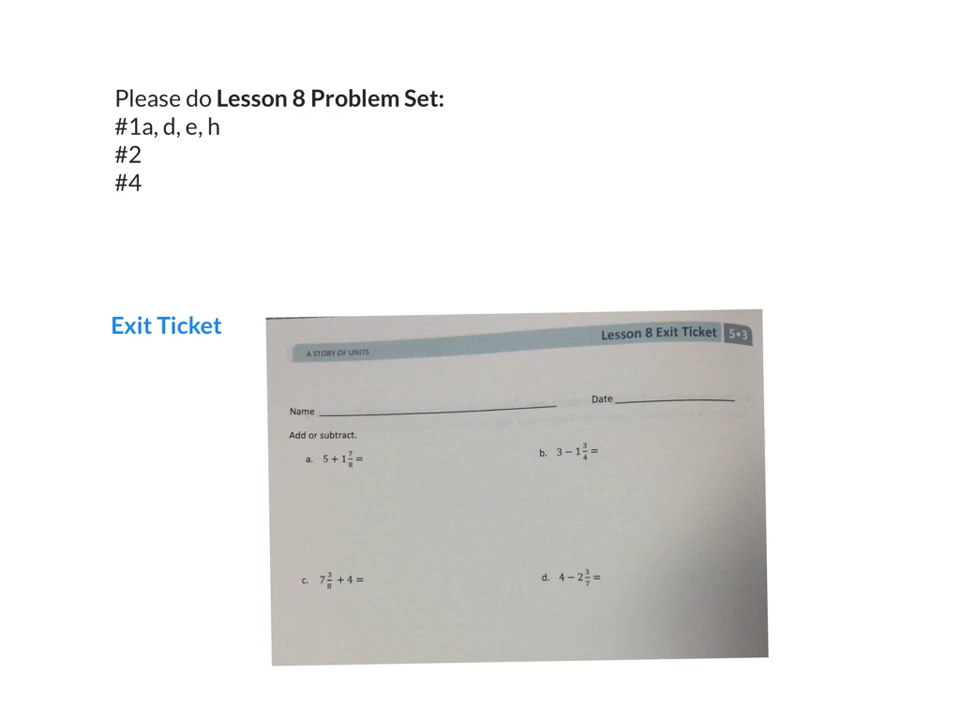 Please do Lesson 8 Problem Set:
#1a, d, e, h
#2
#4
Exit Ticket
A STORY OF UNITS
Lesson 8 Exit Ticket 5•3
Name
Date
Add or subtract.
a. 5 + 1 7/8 =
b. 3 − 1 3/4 =
c. 7 3/8 + 4 =
d. 4 − 2 3/7 =